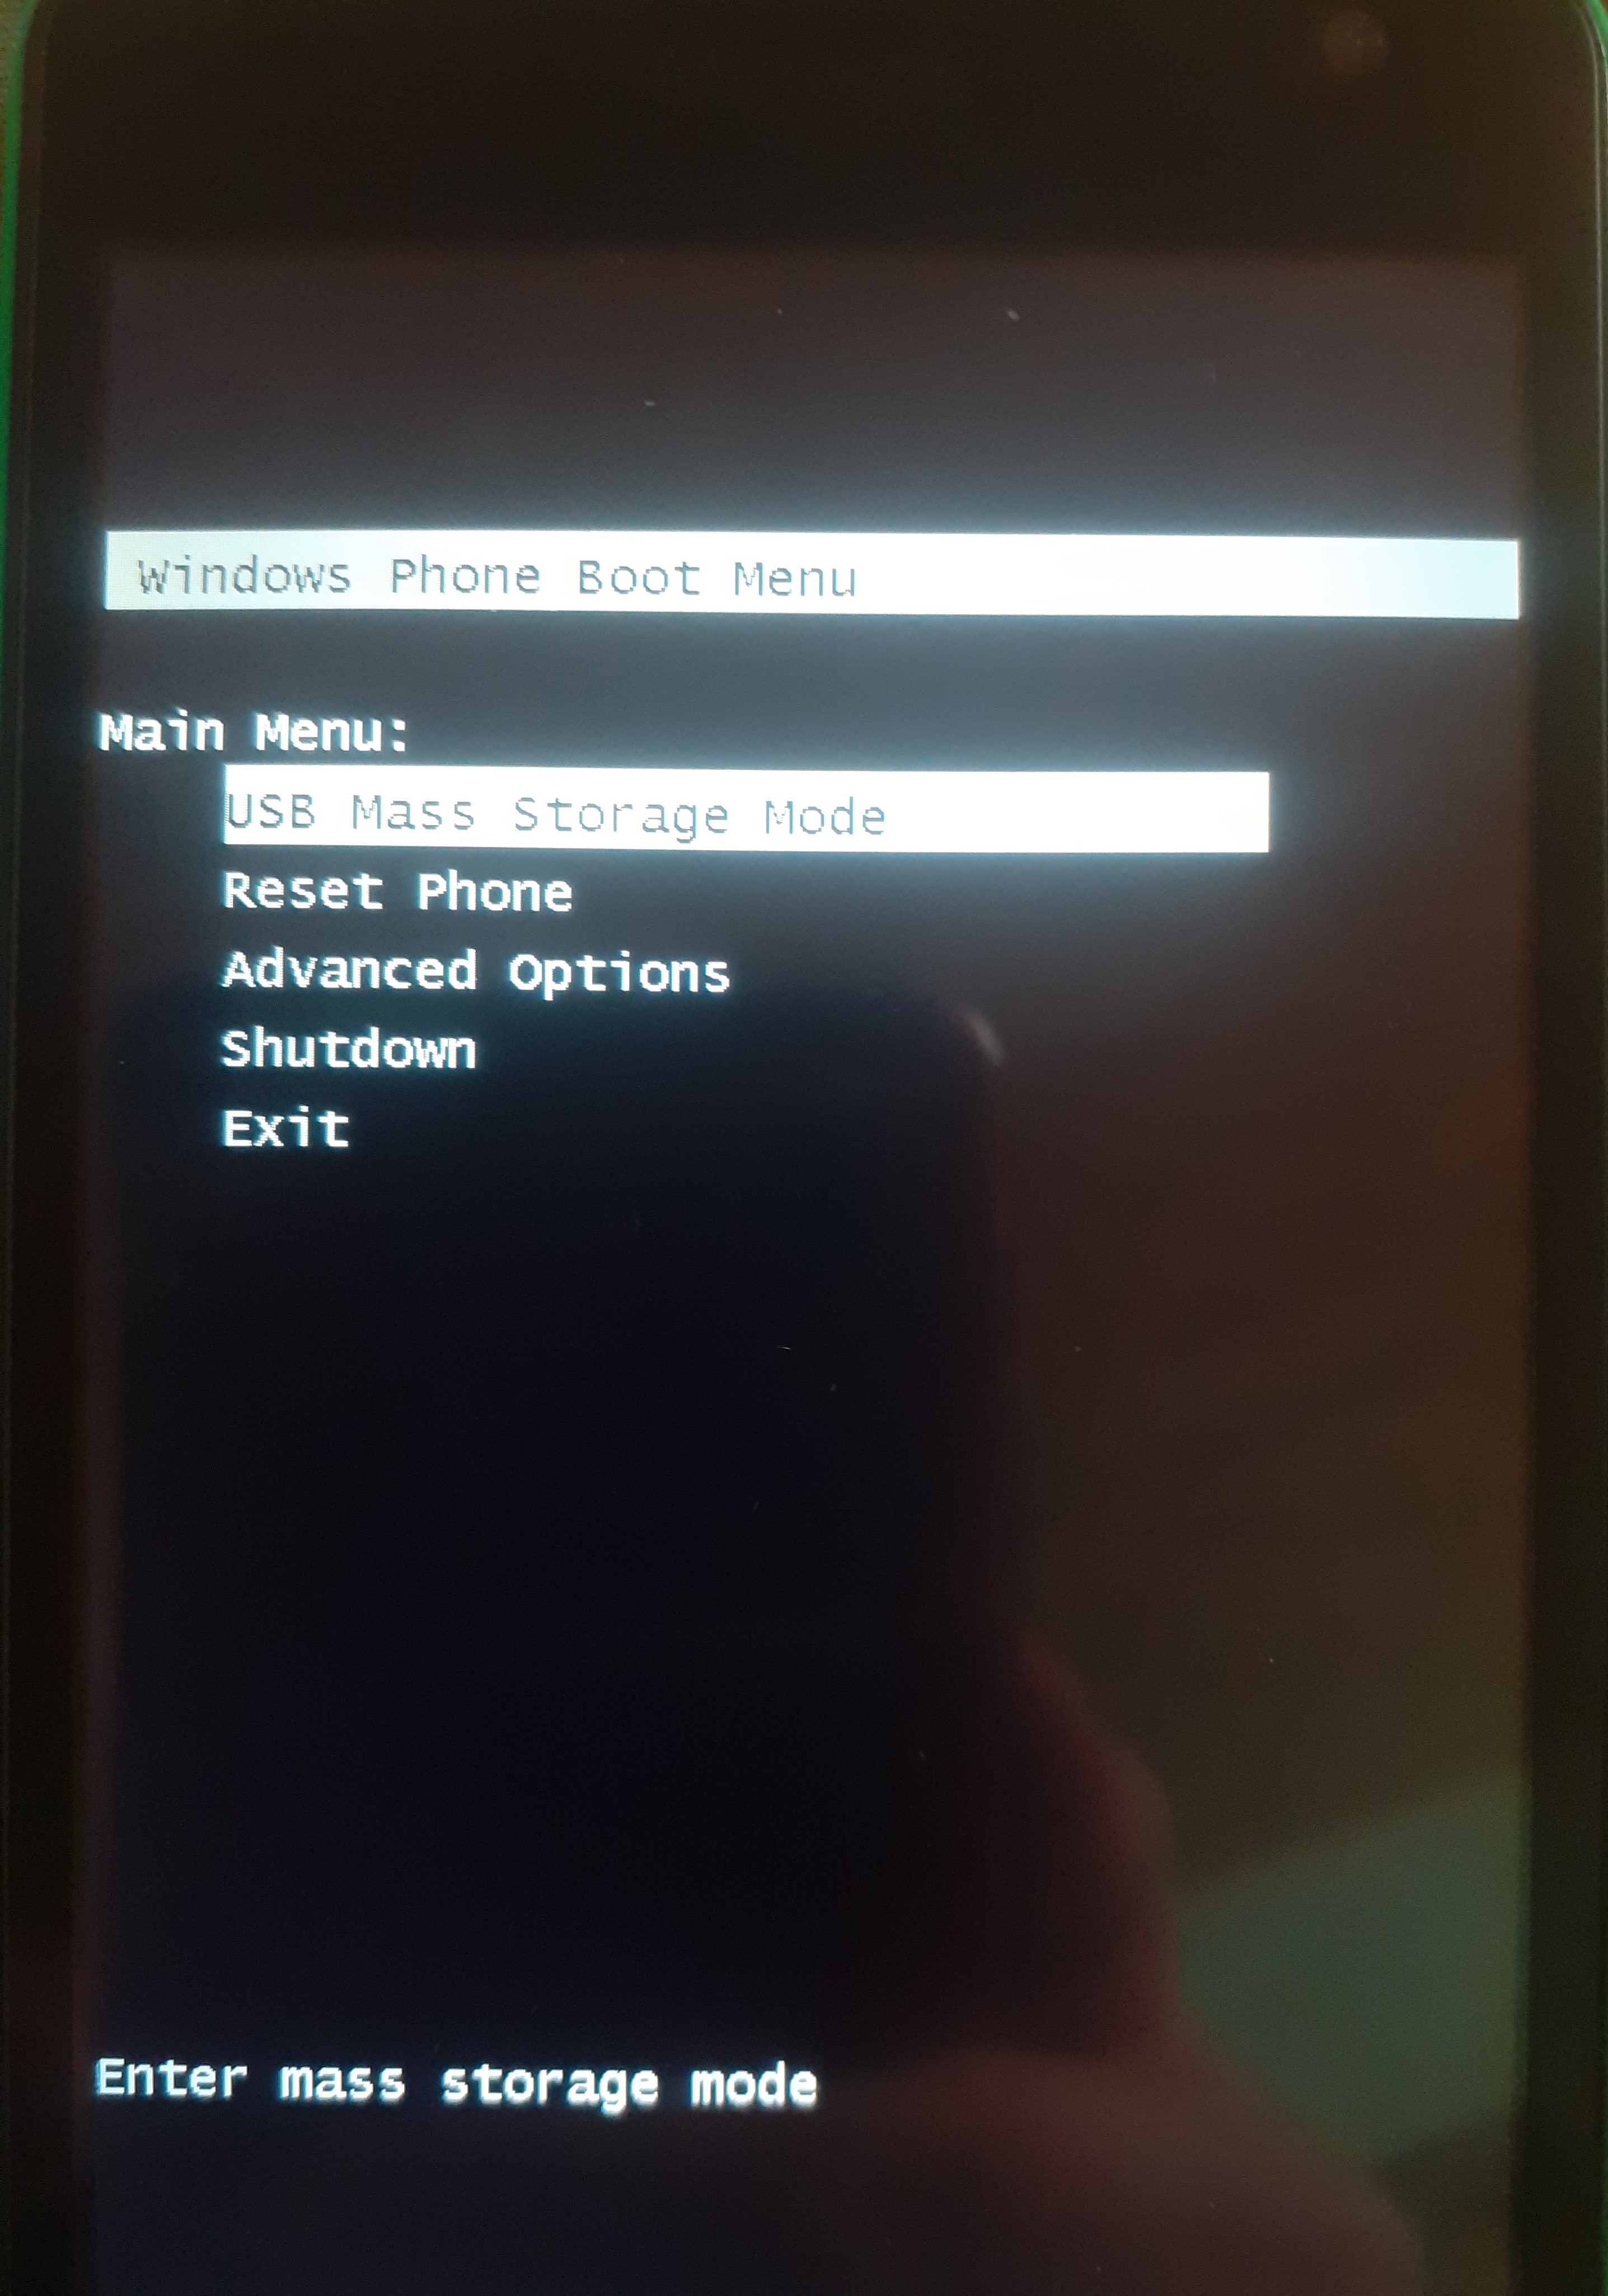 Windows Phone Boot Menu
Main Menu:
USB Mass Storage Mode
Reset Phone
Advanced Options
Shutdown
Exit
Enter mass storage mode